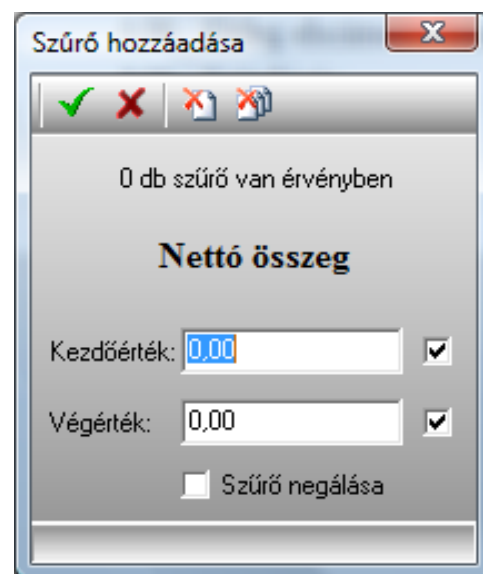 Szűrő hozzáadása
0 db szűrő van érvényben
Nettó összeg
Kezdőérték: 0,00
Végérték: 0,00
Szűrő negálása